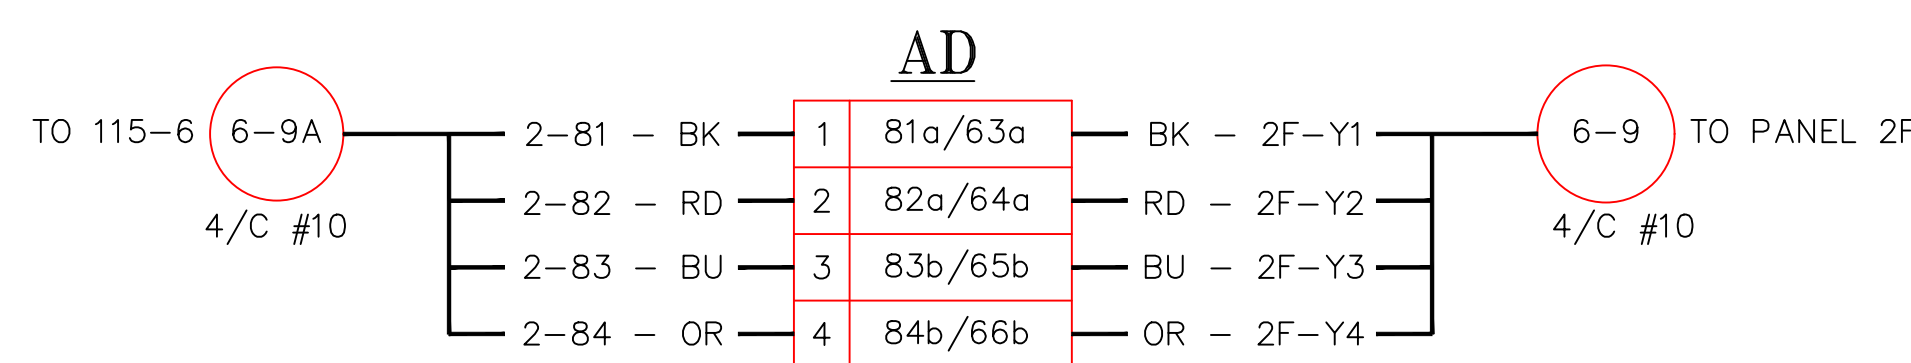 AD
TO 115-6 6-9A 2-81 - BK 1 81a/63a BK - 2F-Y1 6-9 TO PANEL 2F
2-82 - RD 2 82a/64a RD - 2F-Y2
4/C #10 4/C #10
2-83 - BU 3 83b/65b BU - 2F-Y3
2-84 - OR 4 84b/66b OR - 2F-Y4